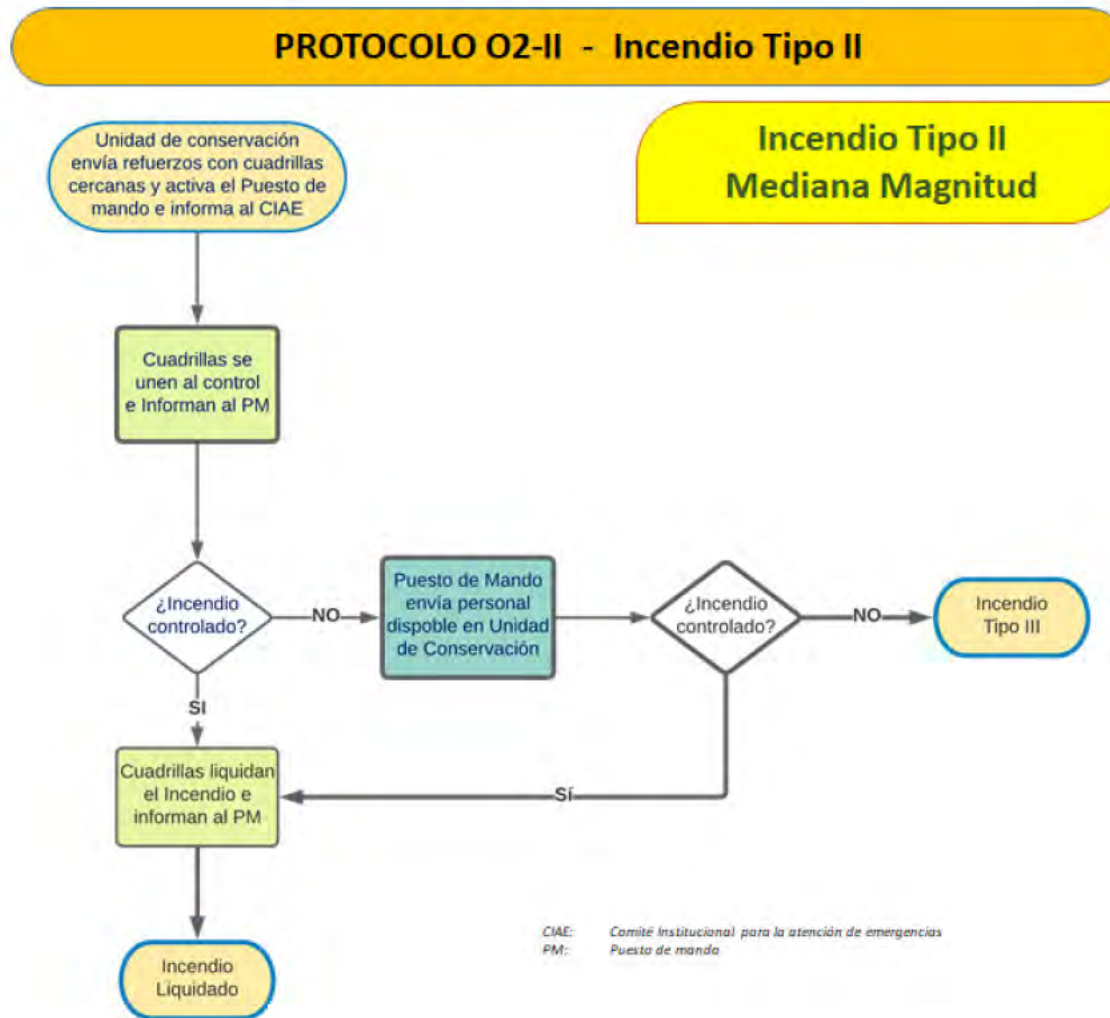 PROTOCOLO O2-II - Incendio Tipo II
Incendio Tipo II
Mediana Magnitud
Unidad de conservación
envía refuerzos con cuadrillas
cercanas y activa el Puesto de
mando e informa al CIAE
Cuadrillas se
unen al control
e Informan al PM
¿Incendio
controlado?
NO
Puesto de Mando
envía personal
dispoble en Unidad
de Conservación
¿Incendio
controlado?
NO
Incendio
Tipo III
SI
Cuadrillas liquidan
el Incendio e
informan al PM
Sí
Incendio
Liquidado
CIAE: Comité Institucional para la atención de emergencias
PM: Puesto de mando